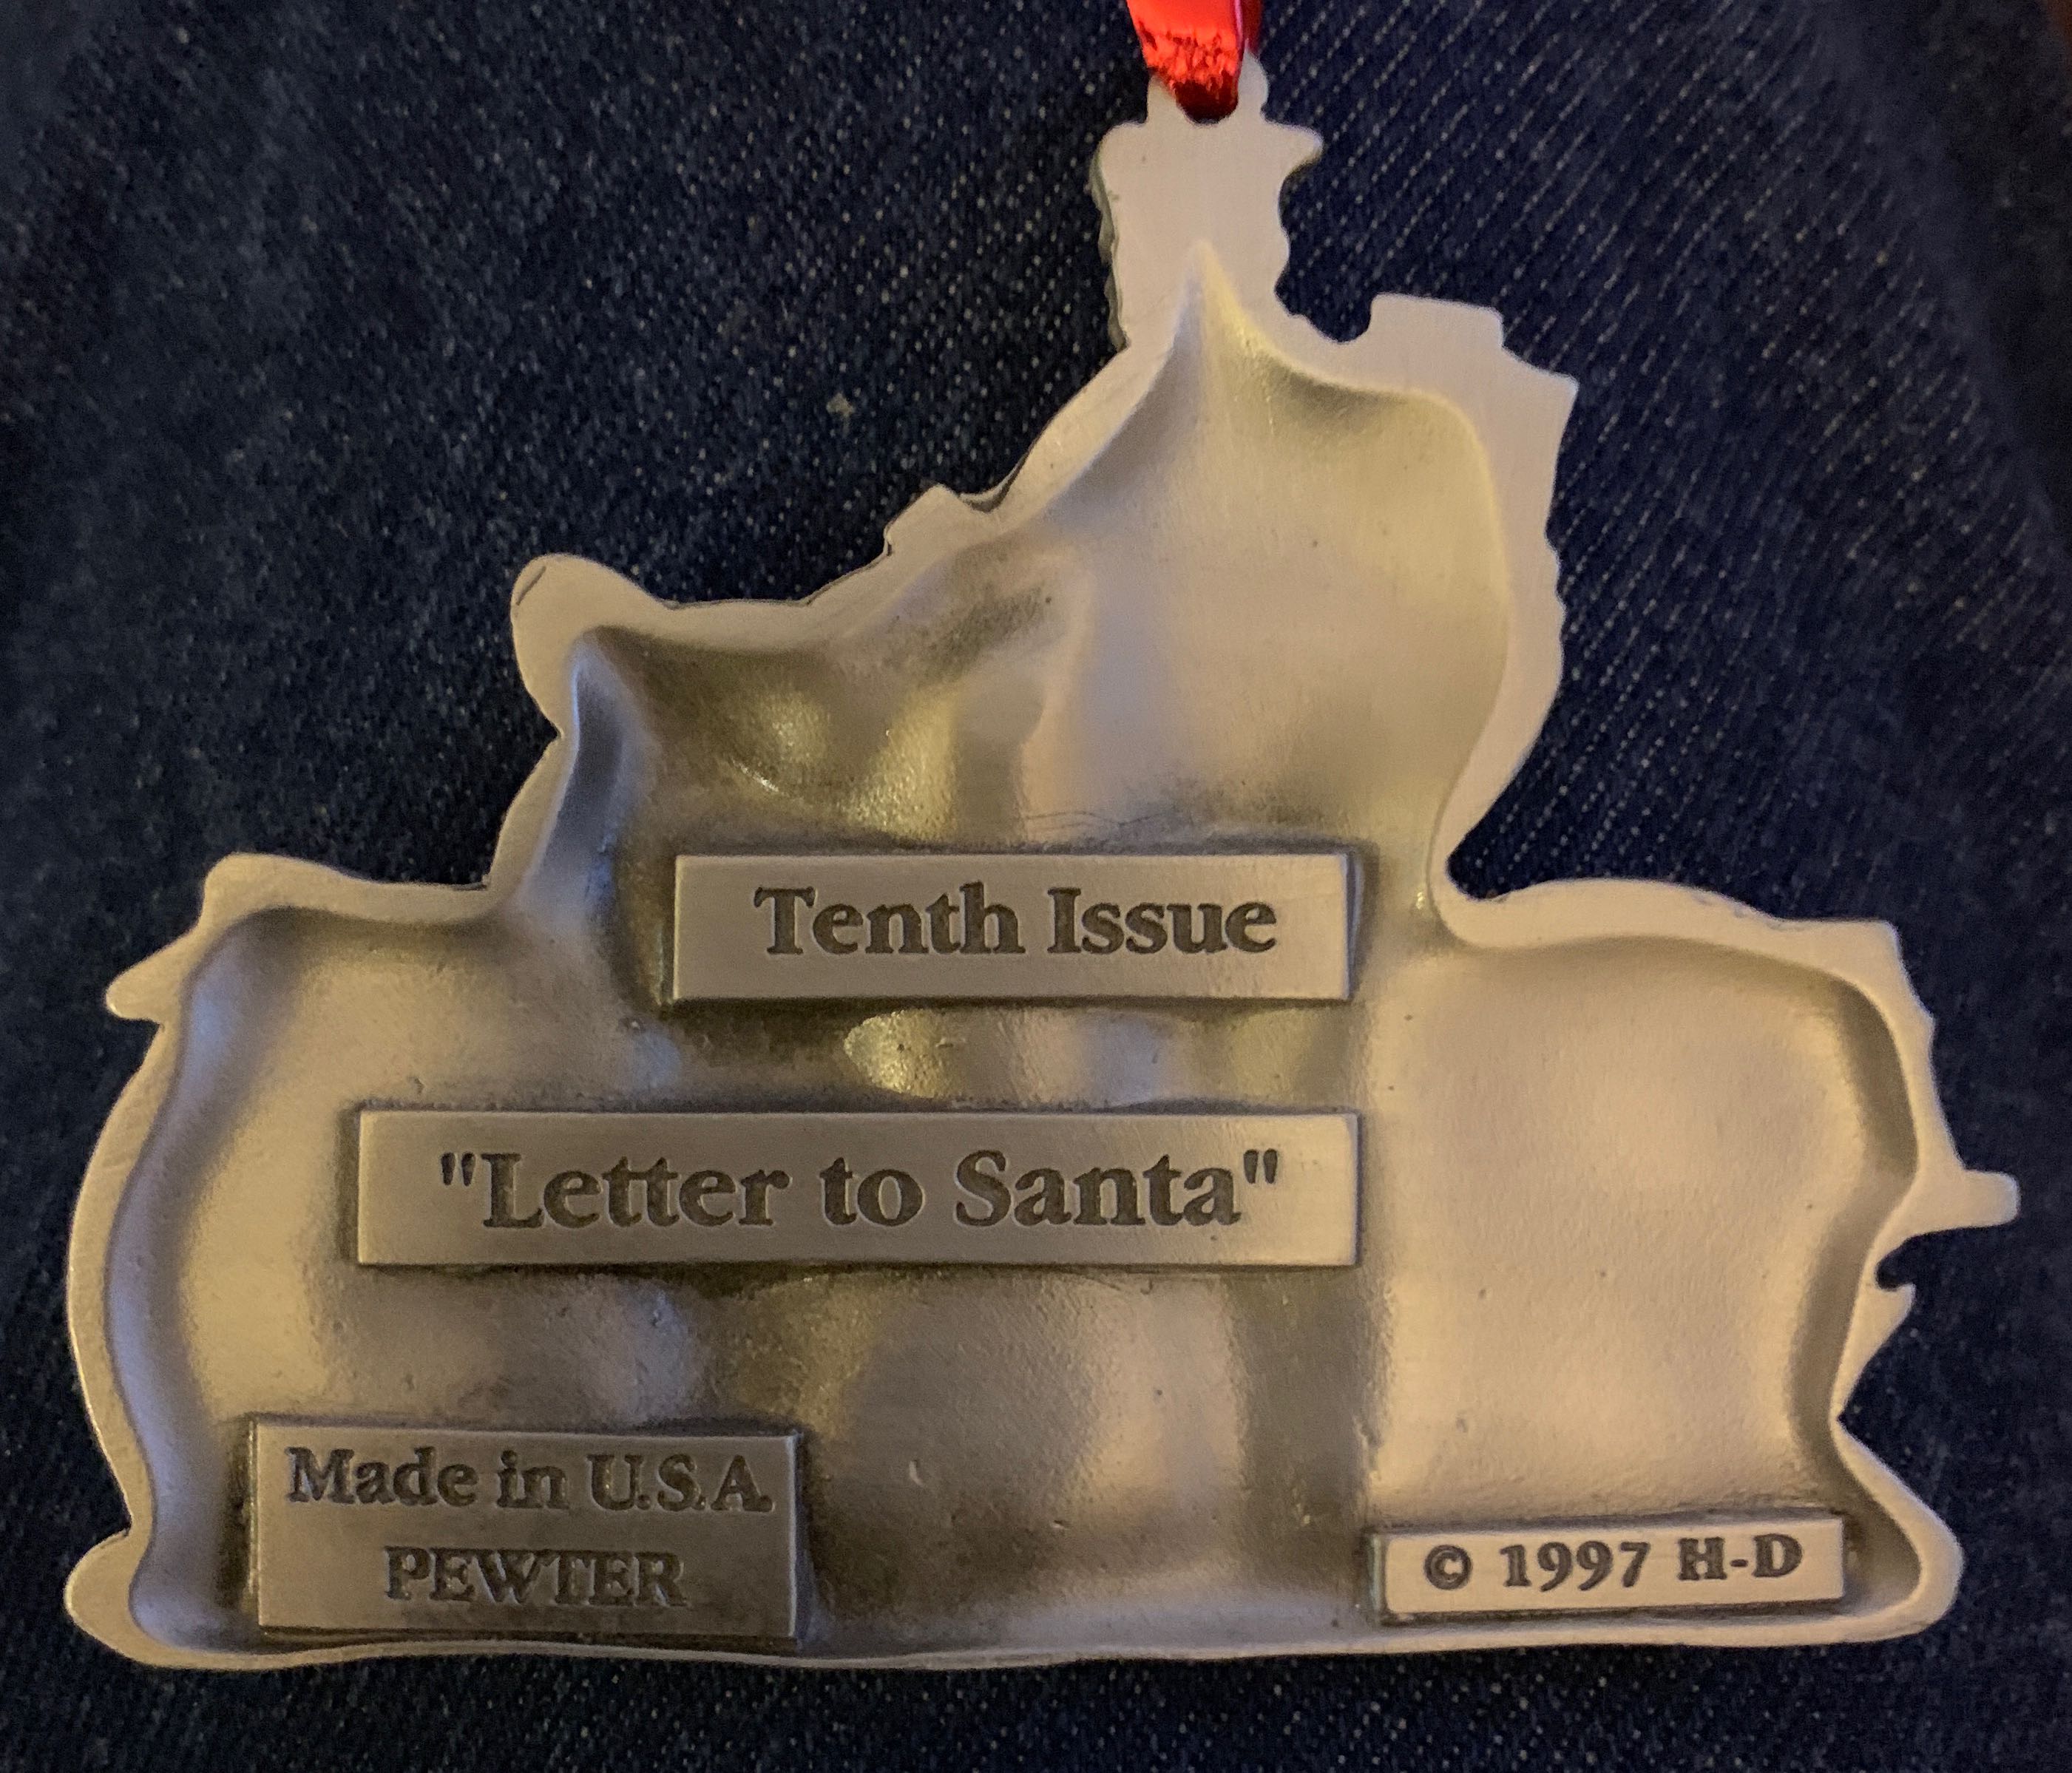 Tenth Issue
"Letter to Santa"
Made in U.S.A.
PEWTER
© 1997 H-D